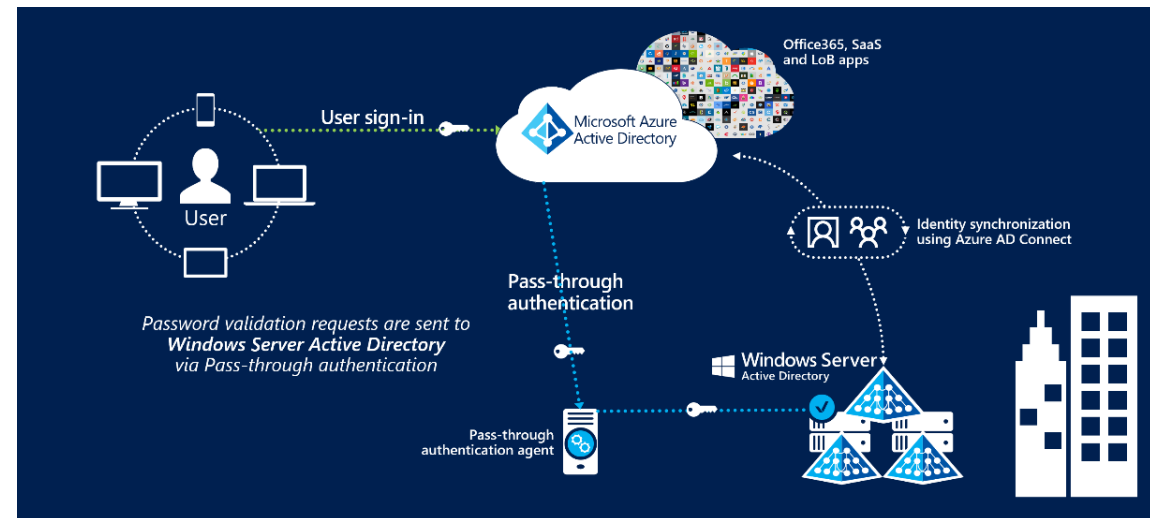 Office365, SaaS
and LoB apps
User sign-in
Microsoft Azure
Active Directory
User
Identity synchronization
using Azure AD Connect
Pass-through
authentication
Password validation requests are sent to
Windows Server Active Directory
via Pass-through authentication
Windows Server
Active Directory
Pass-through
authentication agent